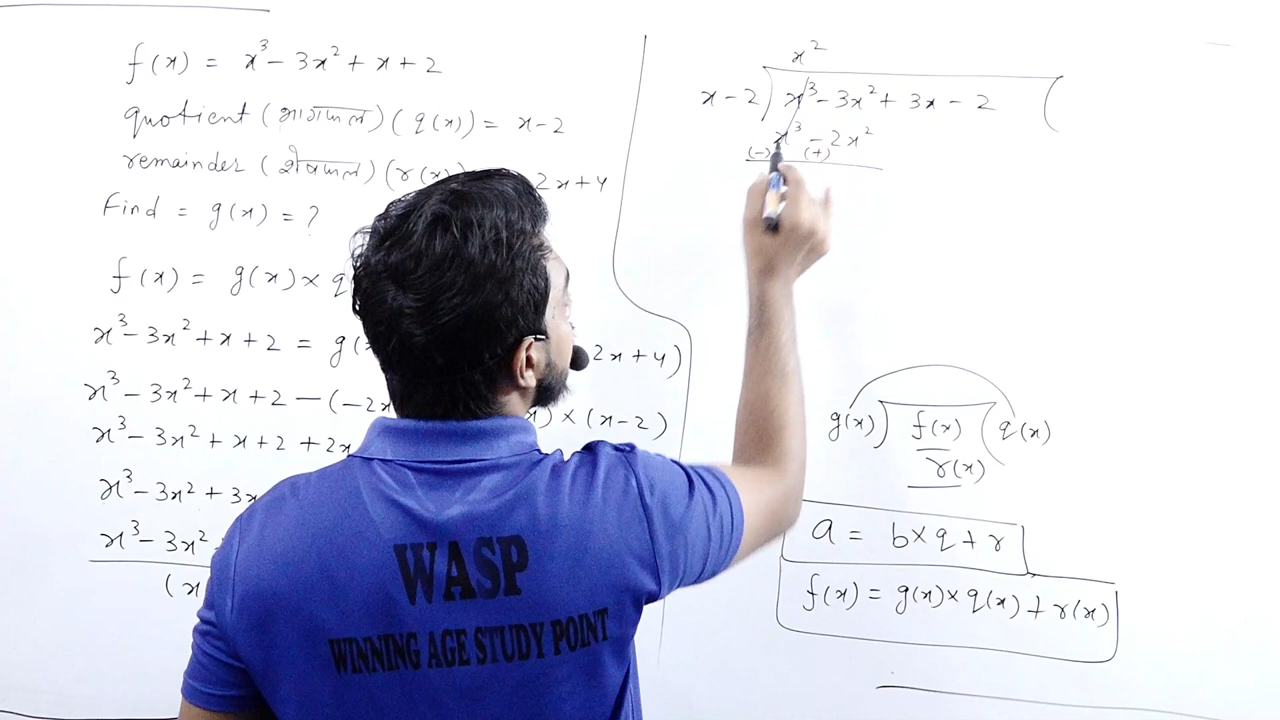 f(x) = x³ - 3x² + x + 2
quotient (भागफल) (q(x)) = x - 2
remainder (शेषफल) (r(x) 2x + 4
Find = g(x) = ?
f(x) = g(x) × q
x³ - 3x² + x + 2 = g( 2x + 4)
x³ - 3x² + x + 2 - (-2x x) × (x - 2)
x³ - 3x² + x + 2 + 2x
x³ - 3x² + 3x
x³ - 3x²
(x
x²
x - 2) x³ - 3x² + 3x - 2 (
x³ - 2x²
(-) (+)
g(x)) f(x) ( q(x)
r(x)
a = b × q + r
f(x) = g(x) × q(x) + r(x)
WASP
WINNING AGE STUDY POINT